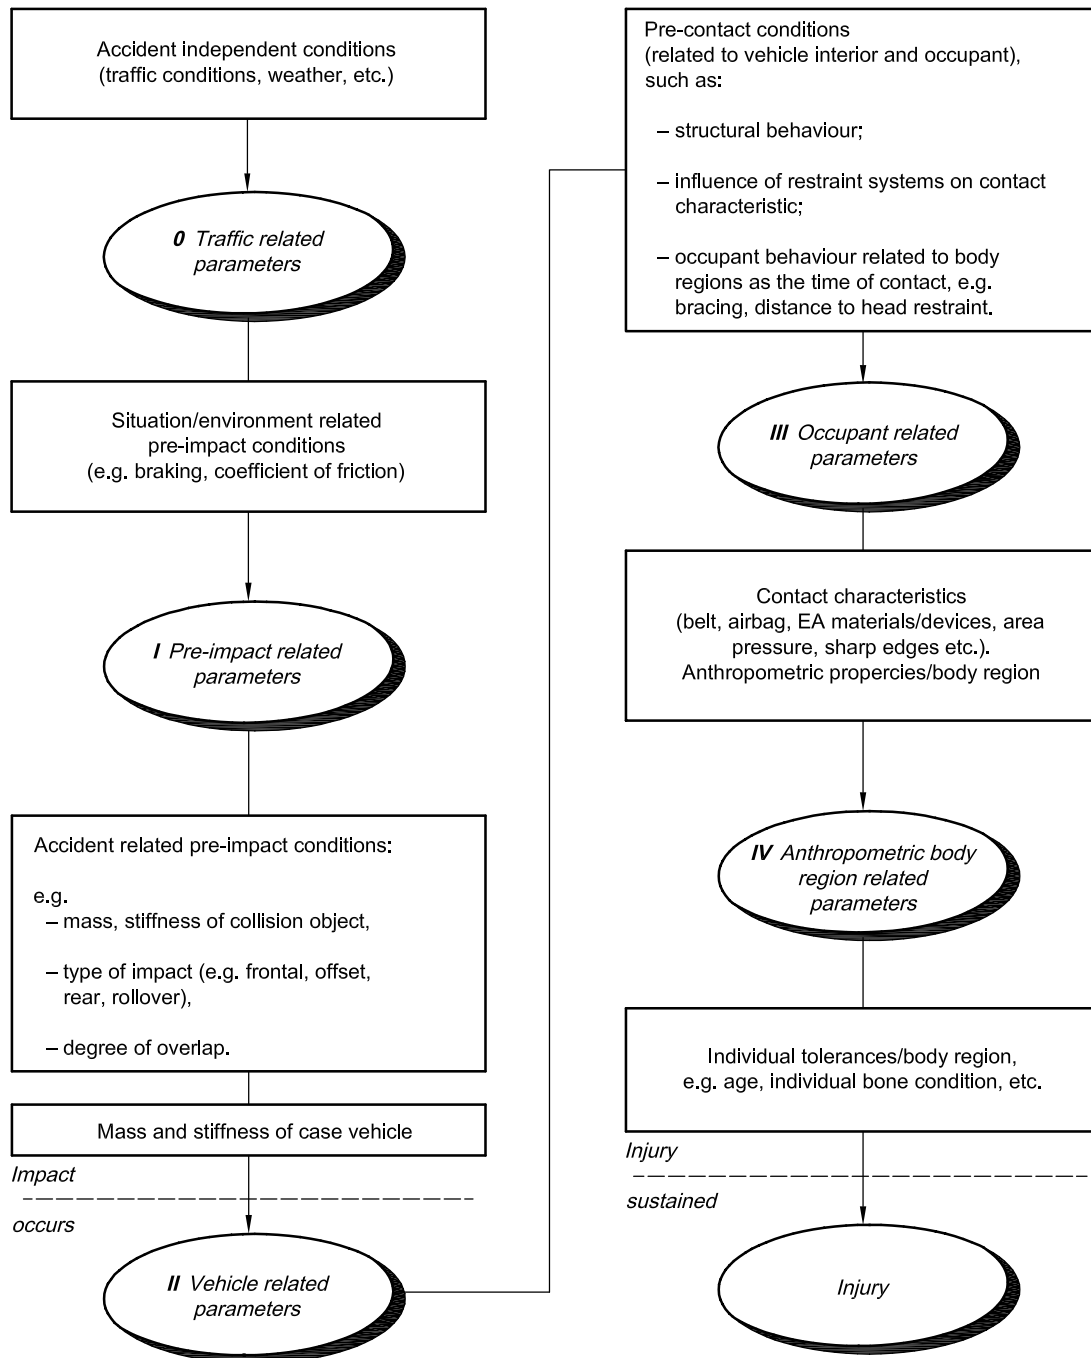 Accident independent conditions
(traffic conditions, weather, etc.)
0 Traffic related
parameters
Situation/environment related
pre-impact conditions
(e.g. braking, coefficient of friction)
I Pre-impact related
parameters
Accident related pre-impact conditions:
e.g.
– mass, stiffness of collision object,
– type of impact (e.g. frontal, offset,
rear, rollover),
– degree of overlap.
Mass and stiffness of case vehicle
Impact
occurs
II Vehicle related
parameters
Pre-contact conditions
(related to vehicle interior and occupant),
such as:
– structural behaviour;
– influence of restraint systems on contact
characteristic;
– occupant behaviour related to body
regions as the time of contact, e.g.
bracing, distance to head restraint.
III Occupant related
parameters
Contact characteristics
(belt, airbag, EA materials/devices, area
pressure, sharp edges etc.).
Anthropometric propercies/body region
IV Anthropometric body
region related
parameters
Individual tolerances/body region,
e.g. age, individual bone condition, etc.
Injury
sustained
Injury